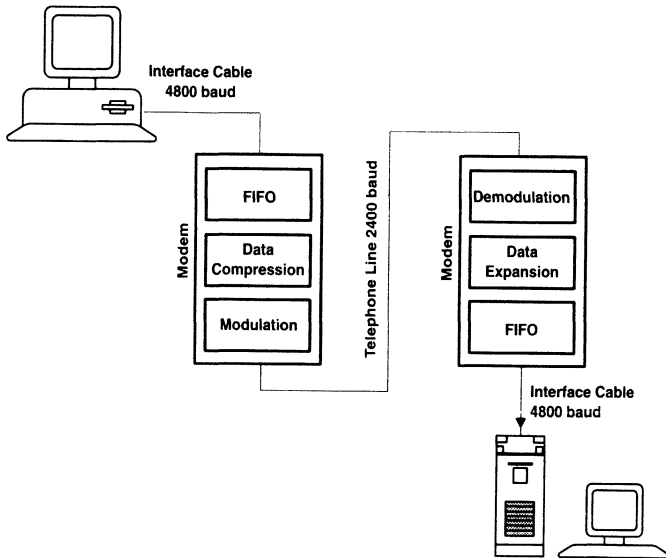 Interface Cable
4800 baud
Modem
FIFO
Data
Compression
Modulation
Telephone Line 2400 baud
Modem
Demodulation
Data
Expansion
FIFO
Interface Cable
4800 baud